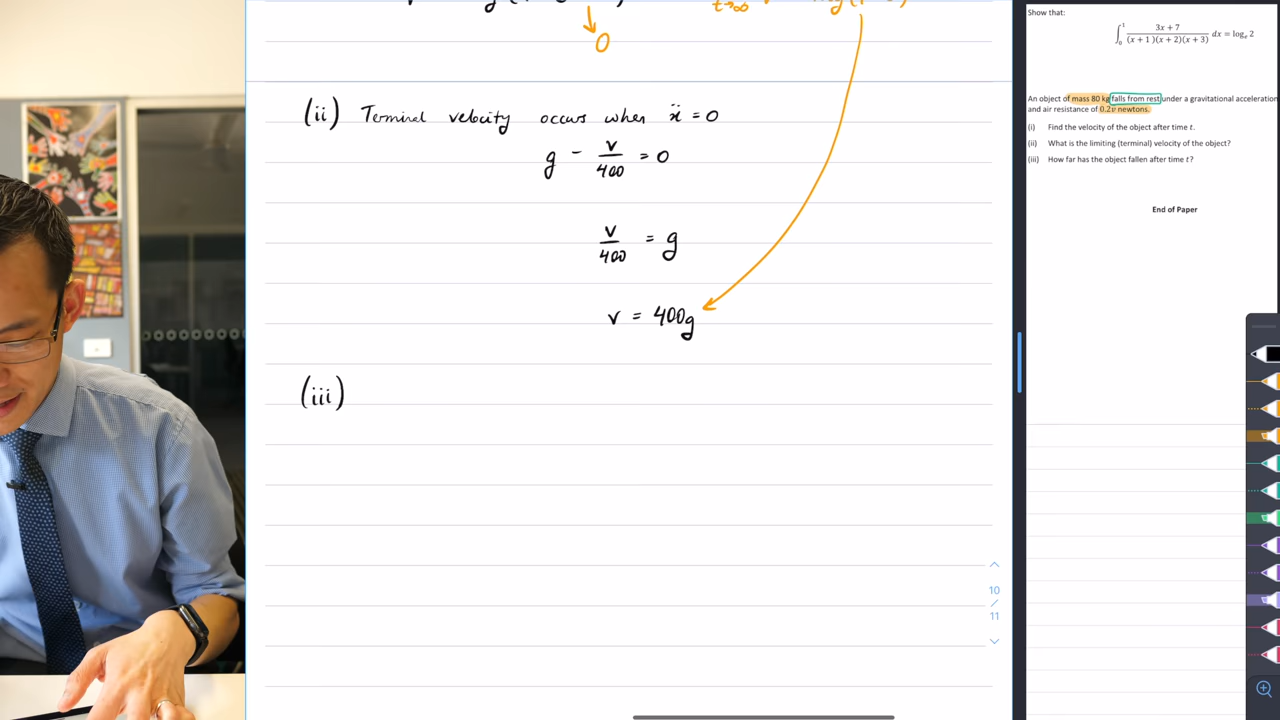 0
(ii) Terminal velocity occurs when ẍ = 0
g - v/400 = 0
v/400 = g
v = 400g
(iii)
10
/
11
Show that:
∫₀¹ 3x + 7 / (x + 1)(x + 2)(x + 3) dx = logₑ 2
An object of mass 80 kg falls from rest under a gravitational acceleration
and air resistance of 0.2v newtons.
(i) Find the velocity of the object after time t.
(ii) What is the limiting (terminal) velocity of the object?
(iii) How far has the object fallen after time t?
End of Paper